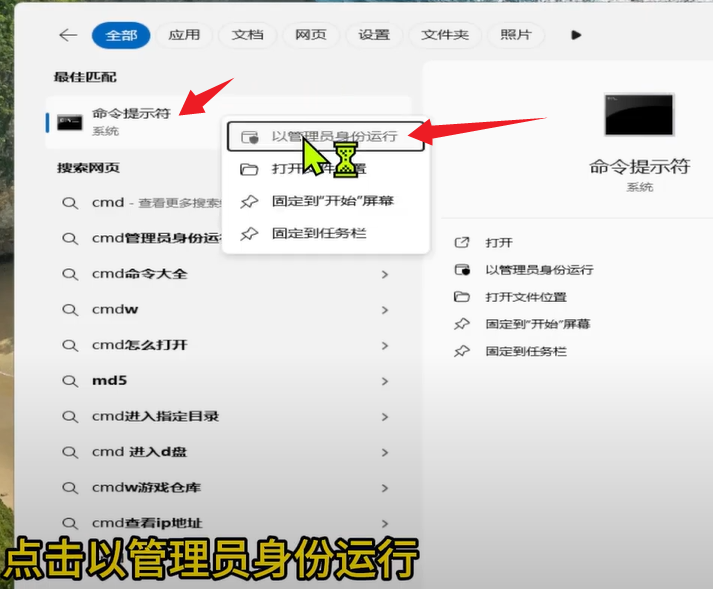 全部 应用 文档 网页 设置 文件夹 照片
最佳匹配
命令提示符
系统
以管理员身份运行
打开文件位置
固定到"开始"屏幕
固定到任务栏
搜索网页
cmd - 查看更多搜索
cmd管理员身份运
cmd命令大全
cmdw
cmd怎么打开
md5
cmd进入指定目录
cmd 进入d盘
cmdw游戏仓库
cmd查看ip地址
命令提示符
系统
打开
以管理员身份运行
打开文件位置
固定到"开始"屏幕
固定到任务栏
点击以管理员身份运行